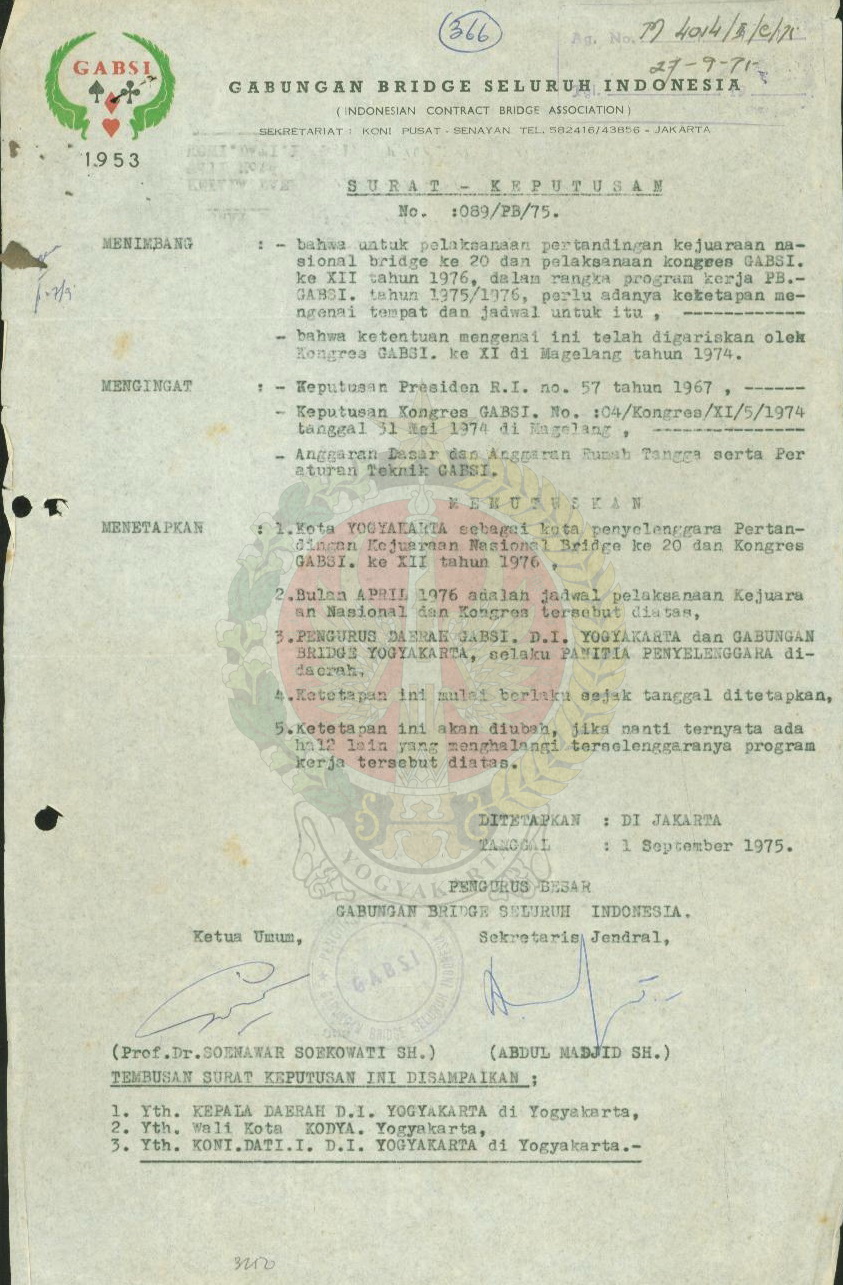 366
Ag. No.
27-9-75
GABSI
1953
GABUNGAN BRIDGE SELURUH INDONESIA
( INDONESIAN CONTRACT BRIDGE ASSOCIATION )
SEKRETARIAT : KONI PUSAT - SENAYAN TEL. 582416/43856 - JAKARTA
SURAT - KEPUTUSAN
No. :089/PB/75.
MENIMBANG : - bahwa untuk pelaksanaan pertandingan kejuaraan na-
sional bridge ke 20 dan pelaksanaan kongres GABSI.
ke XII tahun 1976, dalam rangka program kerja PB.-
GABSI. tahun 1975/1976, perlu adanya ketetapan me-
ngenai tempat dan jadwal untuk itu , ------------
- bahwa ketentuan mengenai ini telah digariskan olek
Kongres GABSI. ke XI di Magelang tahun 1974.
MENGINGAT : - Keputusan Presiden R.I. no. 57 tahun 1967 , ------
- Keputusan Kongres GABSI. No. :04/Kongres/XI/5/1974
tanggal 31 Mei 1974 di Magelang , ---------------
- Anggaran Dasar dan Anggaran Rumah Tangga serta Per
aturan Teknik GABSI.
MEMUTUSKAN
MENETAPKAN : 1.Kota YOGYAKARTA sebagai kota penyelenggara Pertan-
dingan Kejuaraan Nasional Bridge ke 20 dan Kongres
GABSI. ke XII tahun 1976 ,
2.Bulan APRIL 1976 adalah jadwal pelaksanaan Kejuara
an Nasional dan Kongres tersebut diatas,
3.PENGURUS DAERAH GABSI. D.I. YOGYAKARTA dan GABUNGAN
BRIDGE YOGYAKARTA, selaku PANITIA PENYELENGGARA di-
daerah,
4.Ketetapan ini mulai berlaku sejak tanggal ditetapkan,
5.Ketetapan ini akan diubah, jika nanti ternyata ada
hal2 lain yang menghalangi terselenggaranya program
kerja tersebut diatas.
DITETAPKAN : DI JAKARTA
TANGGAL : 1 September 1975.
YOGYAKARTA
PENGURUS BESAR
GABUNGAN BRIDGE SELURUH INDONESIA.
Ketua Umum, Sekretaris Jendral,
GABSI
(Prof.Dr.SOENAWAR SOEKOWATI SH.) (ABDUL MADJID SH.)
TEMBUSAN SURAT KEPUTUSAN INI DISAMPAIKAN ;
1. Yth. KEPALA DAERAH D.I. YOGYAKARTA di Yogyakarta,
2. Yth. Wali Kota KODYA. Yogyakarta,
3. Yth. KONI.DATI.I. D.I. YOGYAKARTA di Yogyakarta.-